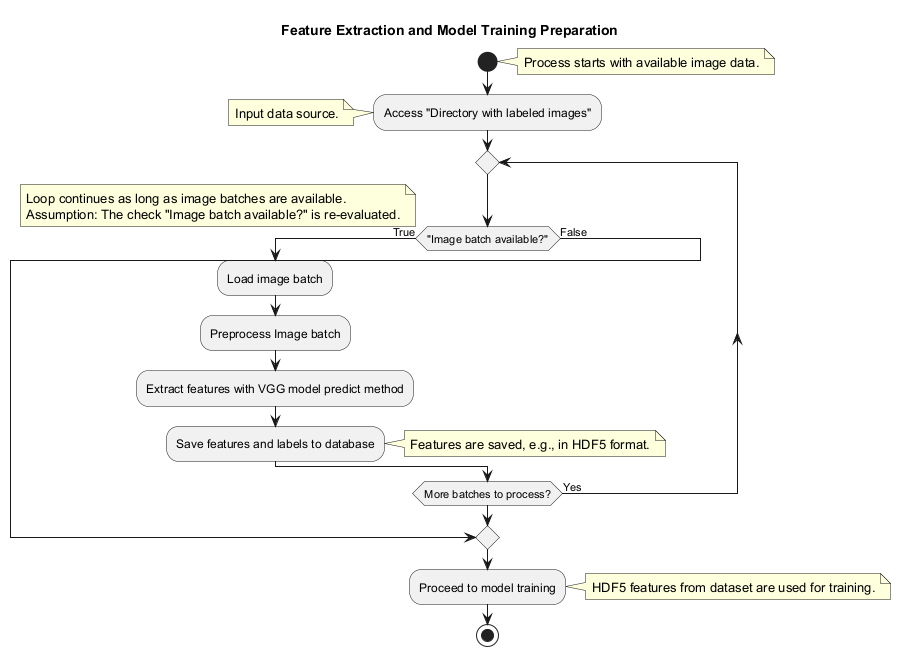 Feature Extraction and Model Training Preparation
Process starts with available image data.
Input data source.
Access "Directory with labeled images"
Loop continues as long as image batches are available.
Assumption: The check "Image batch available?" is re-evaluated.
True
"Image batch available?"
False
Load image batch
Preprocess Image batch
Extract features with VGG model predict method
Save features and labels to database
Features are saved, e.g., in HDF5 format.
More batches to process?
Yes
Proceed to model training
HDF5 features from dataset are used for training.